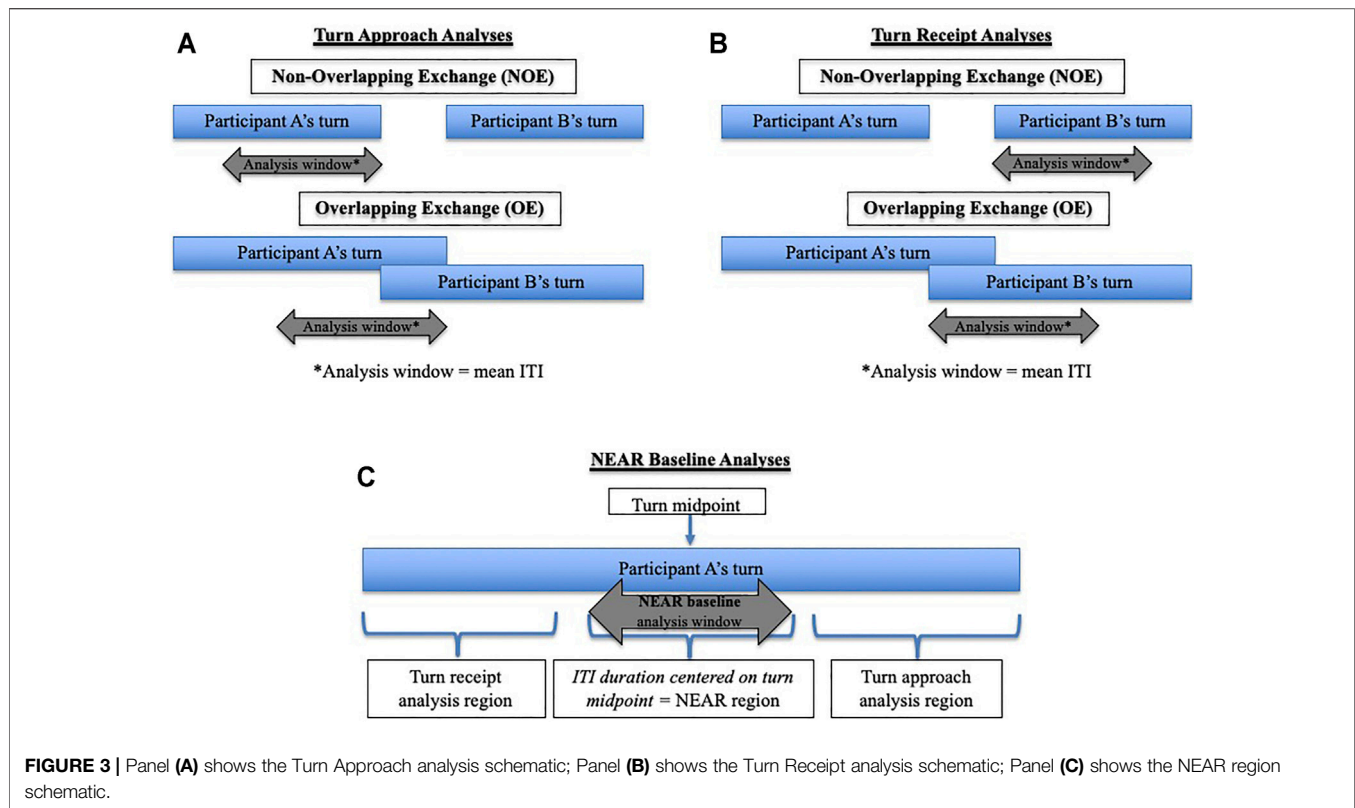 A
Turn Approach Analyses
Non-Overlapping Exchange (NOE)
Participant A's turn
Participant B's turn
Analysis window*
Overlapping Exchange (OE)
Participant A's turn
Participant B's turn
Analysis window*
*Analysis window = mean ITI
B
Turn Receipt Analyses
Non-Overlapping Exchange (NOE)
Participant A's turn
Participant B's turn
Analysis window*
Overlapping Exchange (OE)
Participant A's turn
Participant B's turn
Analysis window*
*Analysis window = mean ITI
C
NEAR Baseline Analyses
Turn midpoint
Participant A's turn
NEAR baseline
analysis window
Turn receipt
analysis region
ITI duration centered on turn
midpoint = NEAR region
Turn approach
analysis region
FIGURE 3 | Panel (A) shows the Turn Approach analysis schematic; Panel (B) shows the Turn Receipt analysis schematic; Panel (C) shows the NEAR region
schematic.